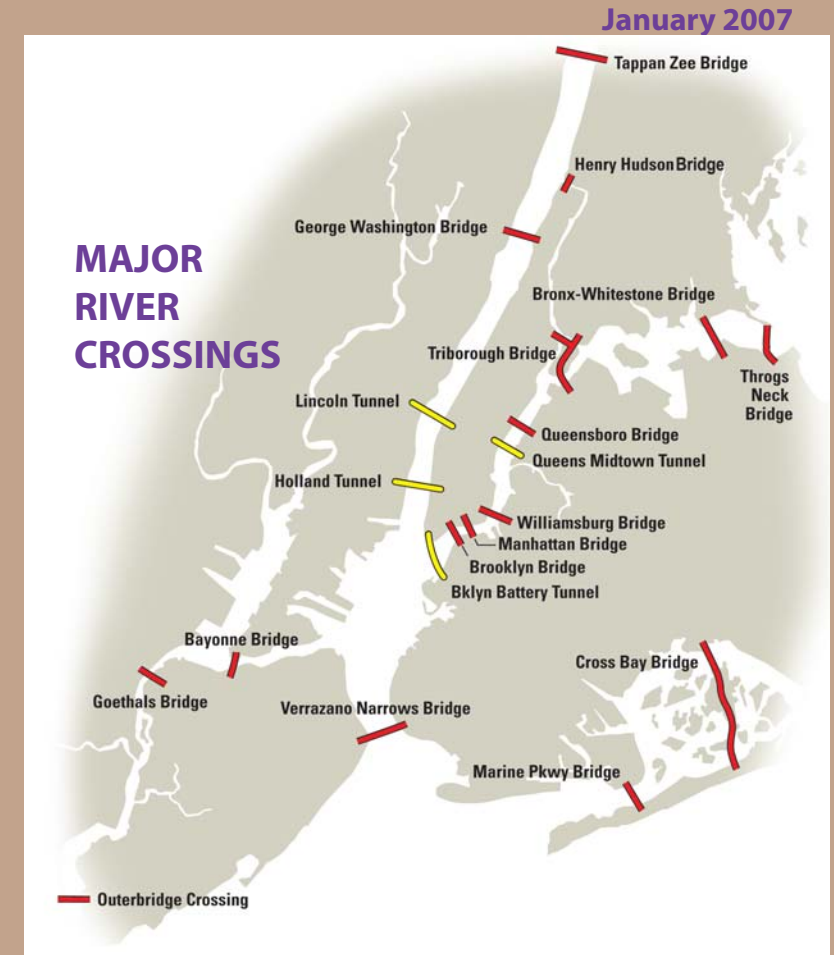 January 2007
Tappan Zee Bridge
Henry Hudson Bridge
George Washington Bridge
MAJOR
RIVER
CROSSINGS
Bronx-Whitestone Bridge
Triborough Bridge
Throgs
Neck
Bridge
Lincoln Tunnel
Queensboro Bridge
Queens Midtown Tunnel
Holland Tunnel
Williamsburg Bridge
Manhattan Bridge
Brooklyn Bridge
Bklyn Battery Tunnel
Bayonne Bridge
Cross Bay Bridge
Goethals Bridge
Verrazano Narrows Bridge
Marine Pkwy Bridge
Outerbridge Crossing